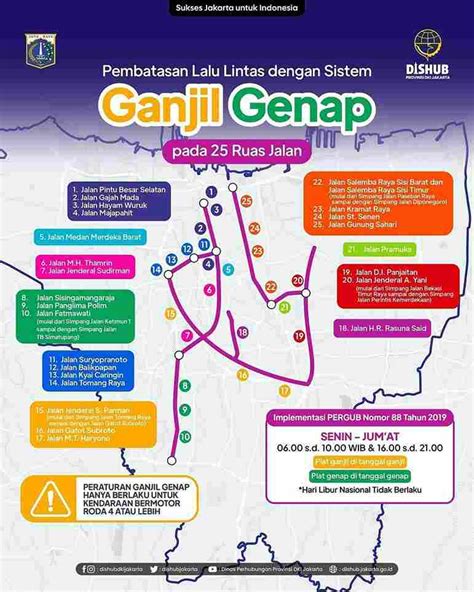 Sukses Jakarta untuk Indonesia
JAYA RAYA
DISHUB
PROVINSI DKI JAKARTA
Pembatasan Lalu Lintas dengan Sistem
Ganjil Genap
pada 25 Ruas Jalan
1. Jalan Pintu Besar Selatan
2. Jalan Gajah Mada
3. Jalan Hayam Wuruk
4. Jalan Majapahit
5. Jalan Medan Merdeka Barat
6. Jalan M.H. Thamrin
7. Jalan Jenderal Sudirman
8. Jalan Sisingamangaraja
9. Jalan Panglima Polim
10. Jalan Fatmawati
(mulai dari Simpang Jalan Ketimun 1
sampai dengan Simpang Jalan
TB Simatupang)
11. Jalan Suryopranoto
12. Jalan Balikpapan
13. Jalan Kyai Caringin
14. Jalan Tomang Raya
15. Jalan Jenderal S. Parman
(mulai dari Simpang Jalan Tomang Raya
sampai dengan Jalan Gatot Subroto)
16. Jalan Gatot Subroto
17. Jalan M.T. Haryono
22. Jalan Salemba Raya Sisi Barat dan
Jalan Salemba Raya Sisi Timur
(mulai dari Simpang Jalan Paseban Raya
sampai dengan Simpang Jalan Diponegoro)
23. Jalan Kramat Raya
24. Jalan St. Senen
25. Jalan Gunung Sahari
21. Jalan Pramuka
19. Jalan D.I. Panjaitan
20. Jalan Jenderal A. Yani
(mulai dari Simpang Jalan Bekasi
Timur Raya sampai dengan Simpang
Jalan Perintis Kemerdekaan)
18. Jalan H.R. Rasuna Said
1
2
3
4
5
6
7
8
9
10
11
12
13
14
15
16
17
18
19
20
21
22
23
24
25
Implementasi PERGUB Nomor 88 Tahun 2019
SENIN - JUM'AT
06.00 s.d. 10.00 WIB & 16.00 s.d. 21.00
Plat ganjil di tanggal ganjil
Plat genap di tanggal genap
*Hari Libur Nasional Tidak Berlaku
PERATURAN GANJIL GENAP
HANYA BERLAKU UNTUK
KENDARAAN BERMOTOR
RODA 4 ATAU LEBIH
dishubdkijakarta
dishubdkijakarta
Dinas Perhubungan Provinsi DKI Jakarta
dishub.jakarta.go.id